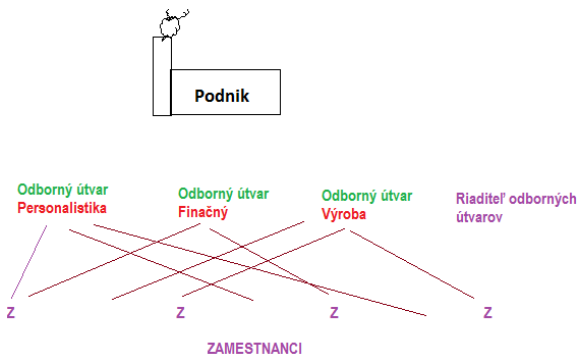 Podnik
Odborný útvar
Personalistika
Odborný útvar
Finačný
Odborný útvar
Výroba
Riaditeľ odborných
útvarov
Z
Z
Z
Z
ZAMESTNANCI